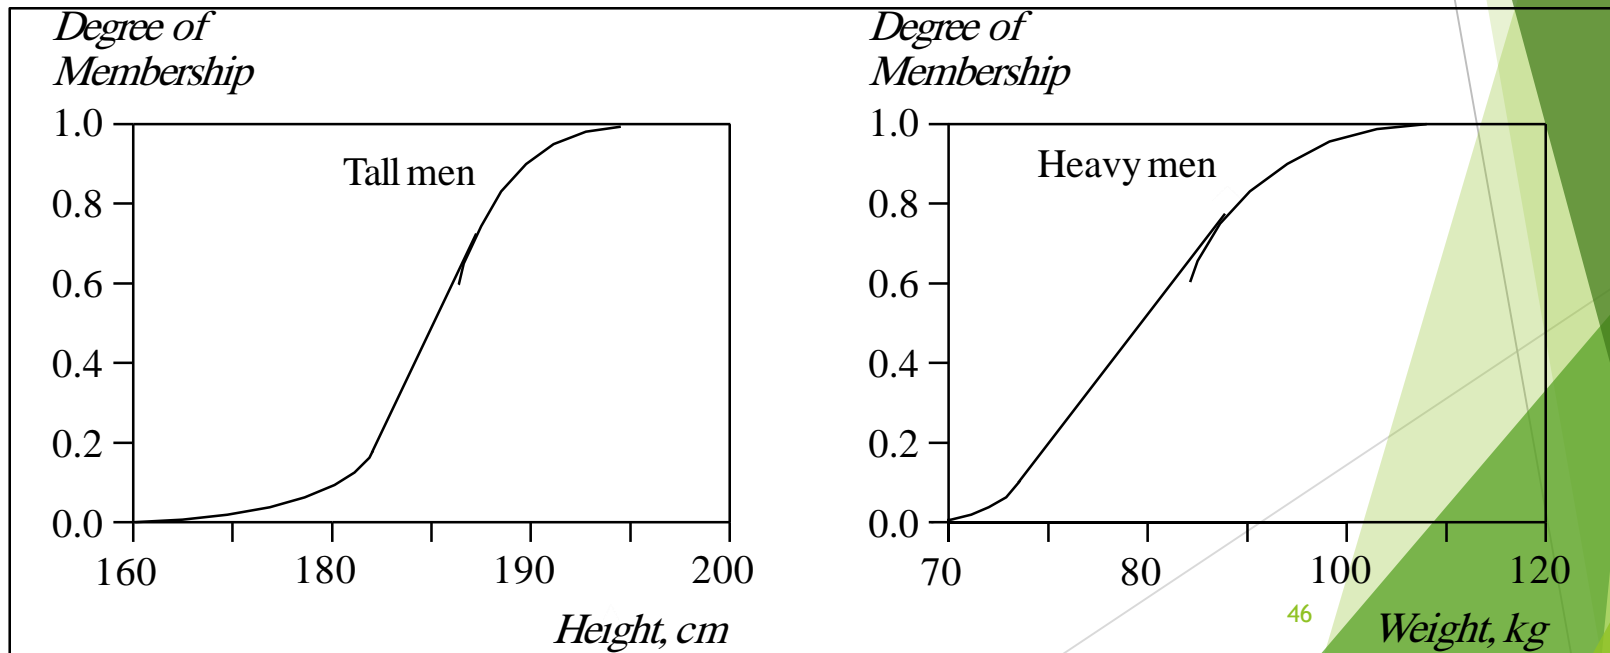 Degree of
Membership
1.0
0.8
0.6
0.4
0.2
0.0
Tall men
160 180 190 200
Height, cm
Degree of
Membership
1.0
0.8
0.6
0.4
0.2
0.0
Heavy men
70 80 100 120
Weight, kg
46